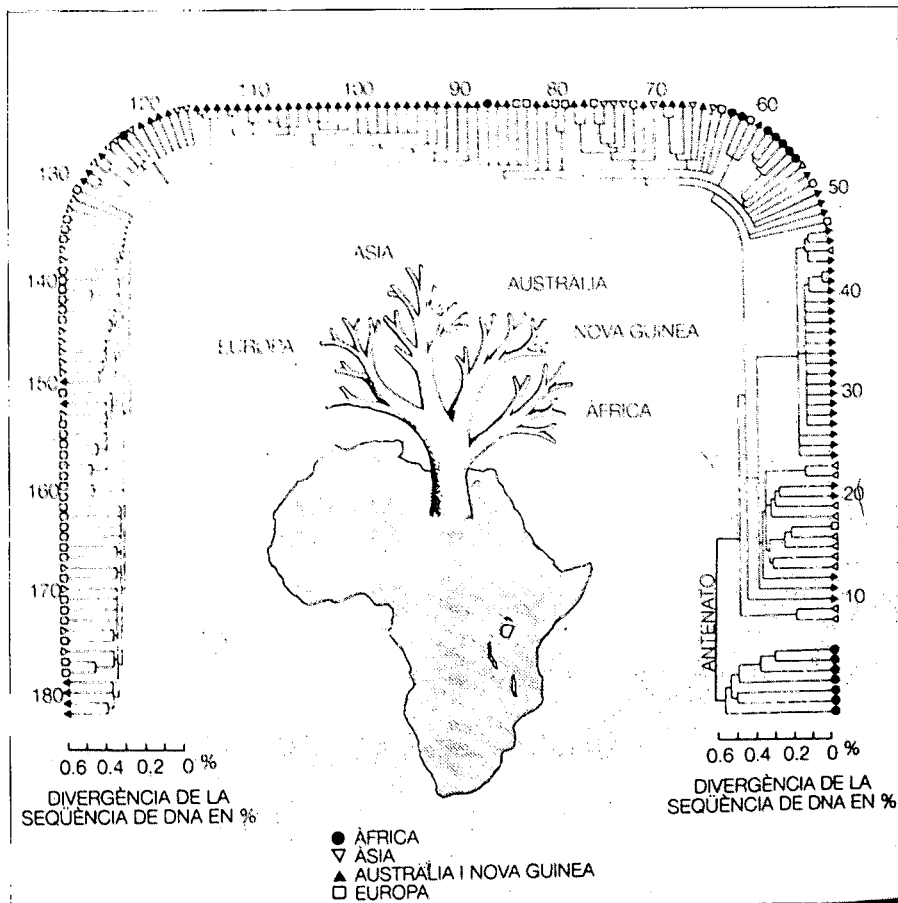 110
100
90
80
70
120
60
130
50
ÀSIA
140
AUSTRÀLIA
40
EUROPA
NOVA GUINEA
150
30
ÀFRICA
160
20
ANTENATO
170
10
180
0.6 0.4 0.2 0 %
0.6 0.4 0.2 0 %
DIVERGÈNCIA DE LA
SEQÜÈNCIA DE DNA EN %
DIVERGÈNCIA DE LA
SEQÜÈNCIA DE DNA EN %
ÀFRICA
ÀSIA
AUSTRÀLIA I NOVA GUINEA
EUROPA